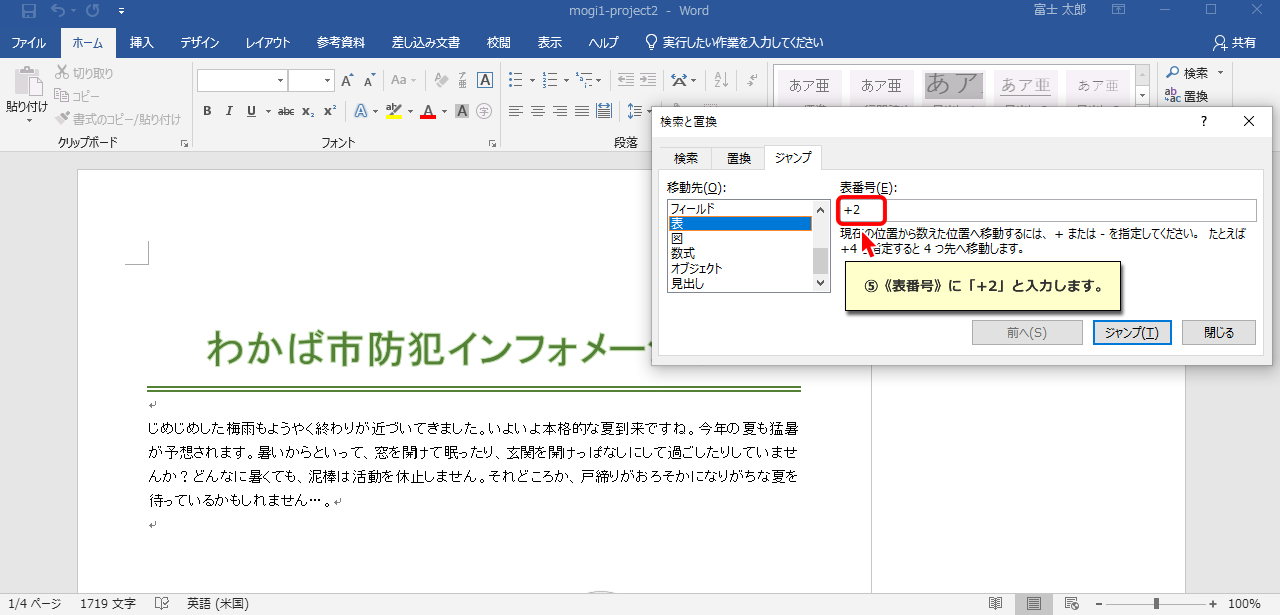 mogi1-project2 - Word
富士 太郎
ファイル ホーム 挿入 デザイン レイアウト 参考資料 差し込み文書 校閲 表示 ヘルプ 実行したい作業を入力してください 共有
切り取り
コピー
書式のコピー/貼り付け
貼り付け
クリップボード
Aa
A
B I U abc x₂ x² A ab A A 字
フォント
段落
あア亜 あア亜 あア あア亜 あア亜
検索
置換
検索と置換
? ×
検索 置換 ジャンプ
移動先(O):
フィールド
表
図
数式
オブジェクト
見出し
表番号(E):
+2
現在の位置から数えた位置へ移動するには、+ または - を指定してください。 たとえば
+4 指定すると 4 つ先へ移動します。
⑤《表番号》に「+2」と入力します。
前へ(S) ジャンプ(T) 閉じる
わかば市防犯インフォメー
じめじめした梅雨もようやく終わりが近づいてきました。いよいよ本格的な夏到来ですね。今年の夏も猛暑
が予想されます。暑いからといって、窓を開けて眠ったり、玄関を開けっぱなしにして過ごしたりしていませ
んか？どんなに暑くても、泥棒は活動を休止しません。それどころか、戸締りがおろそかになりがちな夏を
待っているかもしれません…。
1/4 ページ 1719 文字 英語 (米国)
- + 100%